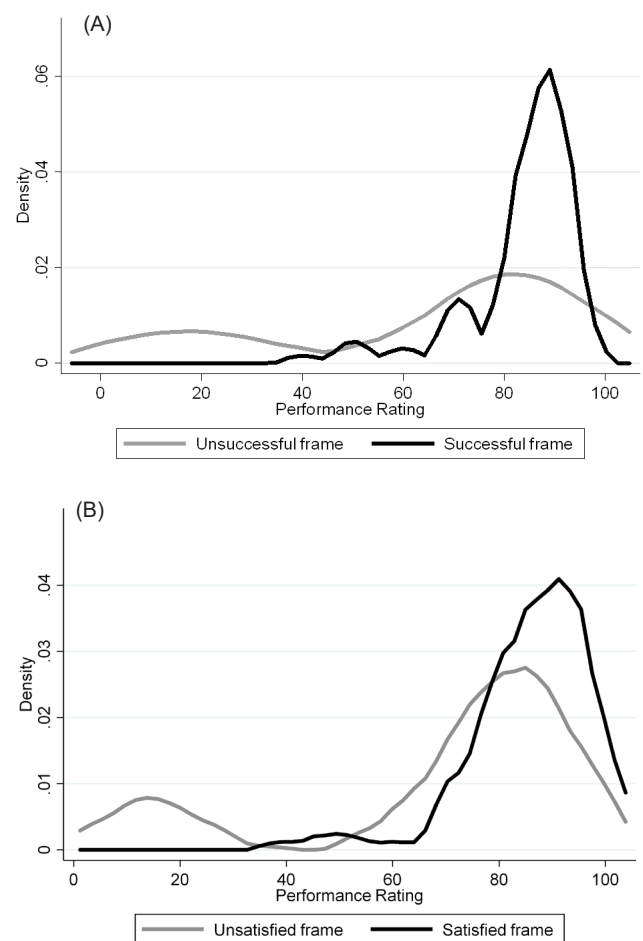 (A)
.06
.04
.02
0
Density
0 20 40 60 80 100
Performance Rating
Unsuccessful frame Successful frame
(B)
.04
.03
.02
.01
0
Density
0 20 40 60 80 100
Performance Rating
Unsatisfied frame Satisfied frame